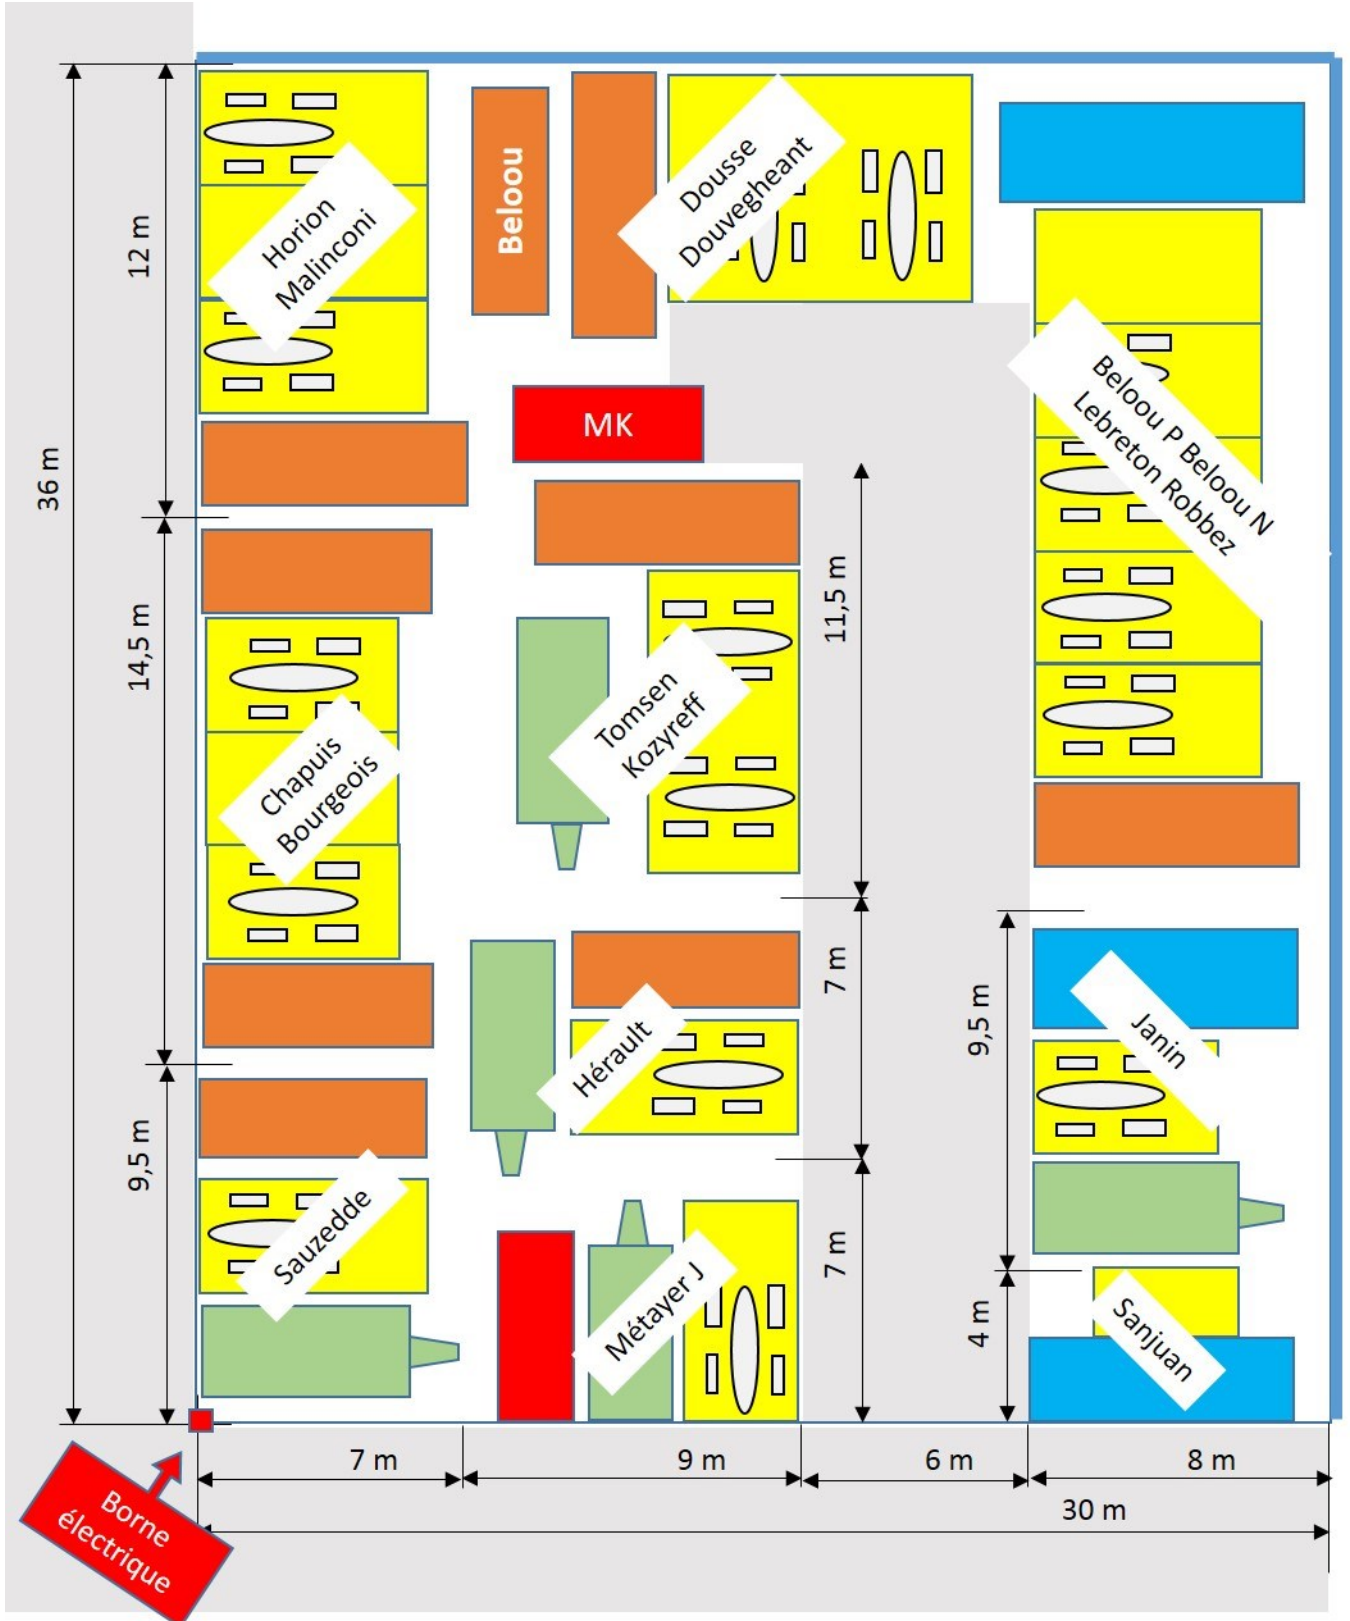 Horion
Malinconi
Beloou
Dousse
Douvegheant
12 m
36 m
MK
Beloou P Beloou N
Lebreton Robbez
11,5 m
14,5 m
Tomsen
Kozyreff
Chapuis
Bourgeois
7 m
9,5 m
Janin
Hérault
9,5 m
Sauzedde
7 m
Métayer J
4 m
Sanjuan
7 m
9 m
6 m
8 m
30 m
Borne
électrique